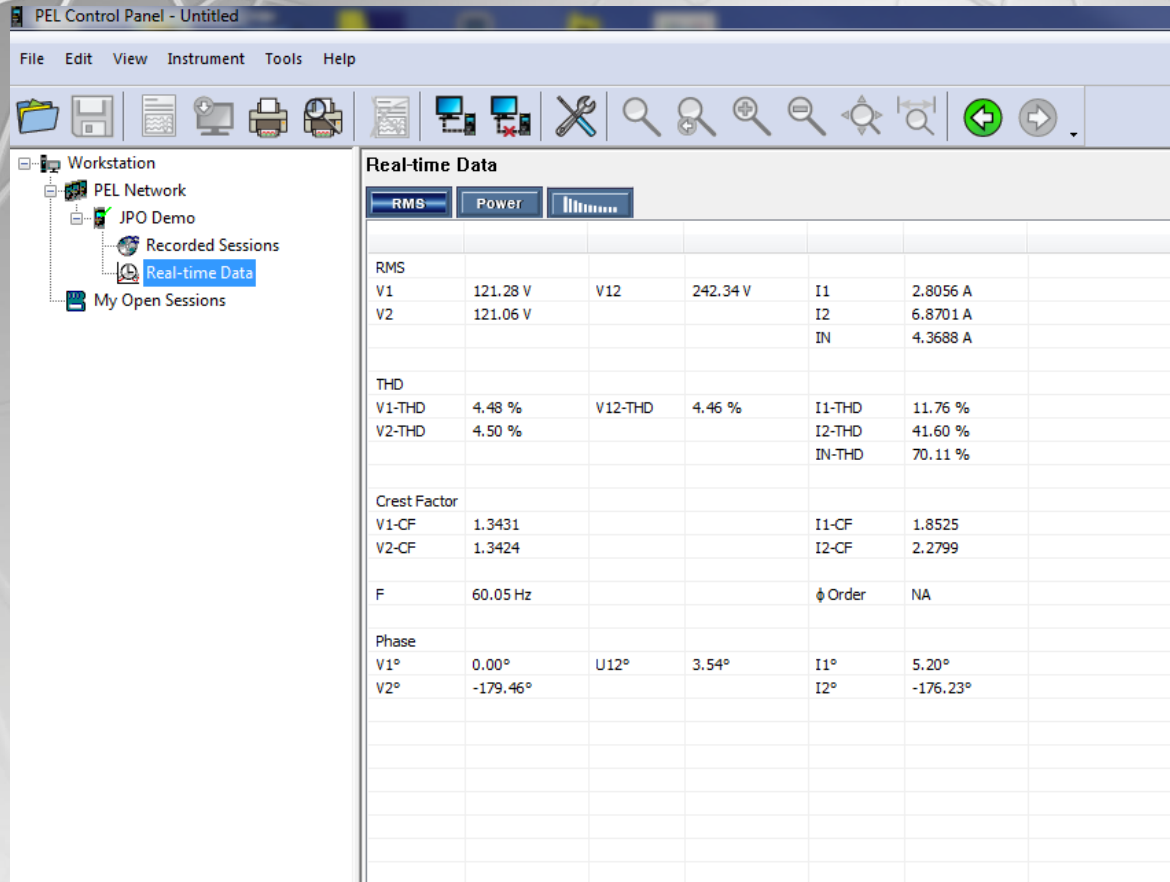 PEL Control Panel - Untitled
File Edit View Instrument Tools Help
Workstation
PEL Network
JPO Demo
Recorded Sessions
Real-time Data
My Open Sessions
Real-time Data
RMS Power
RMS
V1 121.28 V V12 242.34 V I1 2.8056 A
V2 121.06 V I2 6.8701 A
IN 4.3688 A
THD
V1-THD 4.48 % V12-THD 4.46 % I1-THD 11.76 %
V2-THD 4.50 % I2-THD 41.60 %
IN-THD 70.11 %
Crest Factor
V1-CF 1.3431 I1-CF 1.8525
V2-CF 1.3424 I2-CF 2.2799
F 60.05 Hz ϕ Order NA
Phase
V1° 0.00° U12° 3.54° I1° 5.20°
V2° -179.46° I2° -176.23°